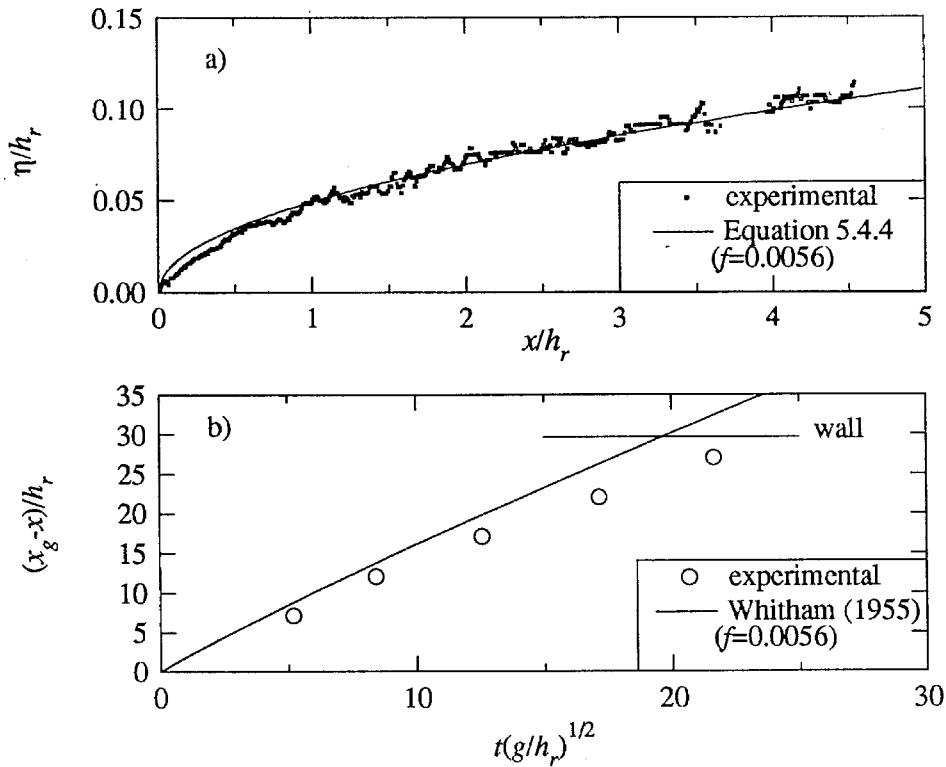 a)
0.15
0.10
0.05
0.00
η/h_r
0 1 2 3 4 5
x/h_r
experimental
Equation 5.4.4
(f=0.0056)
b)
35
30
25
20
15
10
5
0
(x_g-x)/h_r
wall
experimental
Whitham (1955)
(f=0.0056)
0 10 20 30
t(g/h_r)^1/2